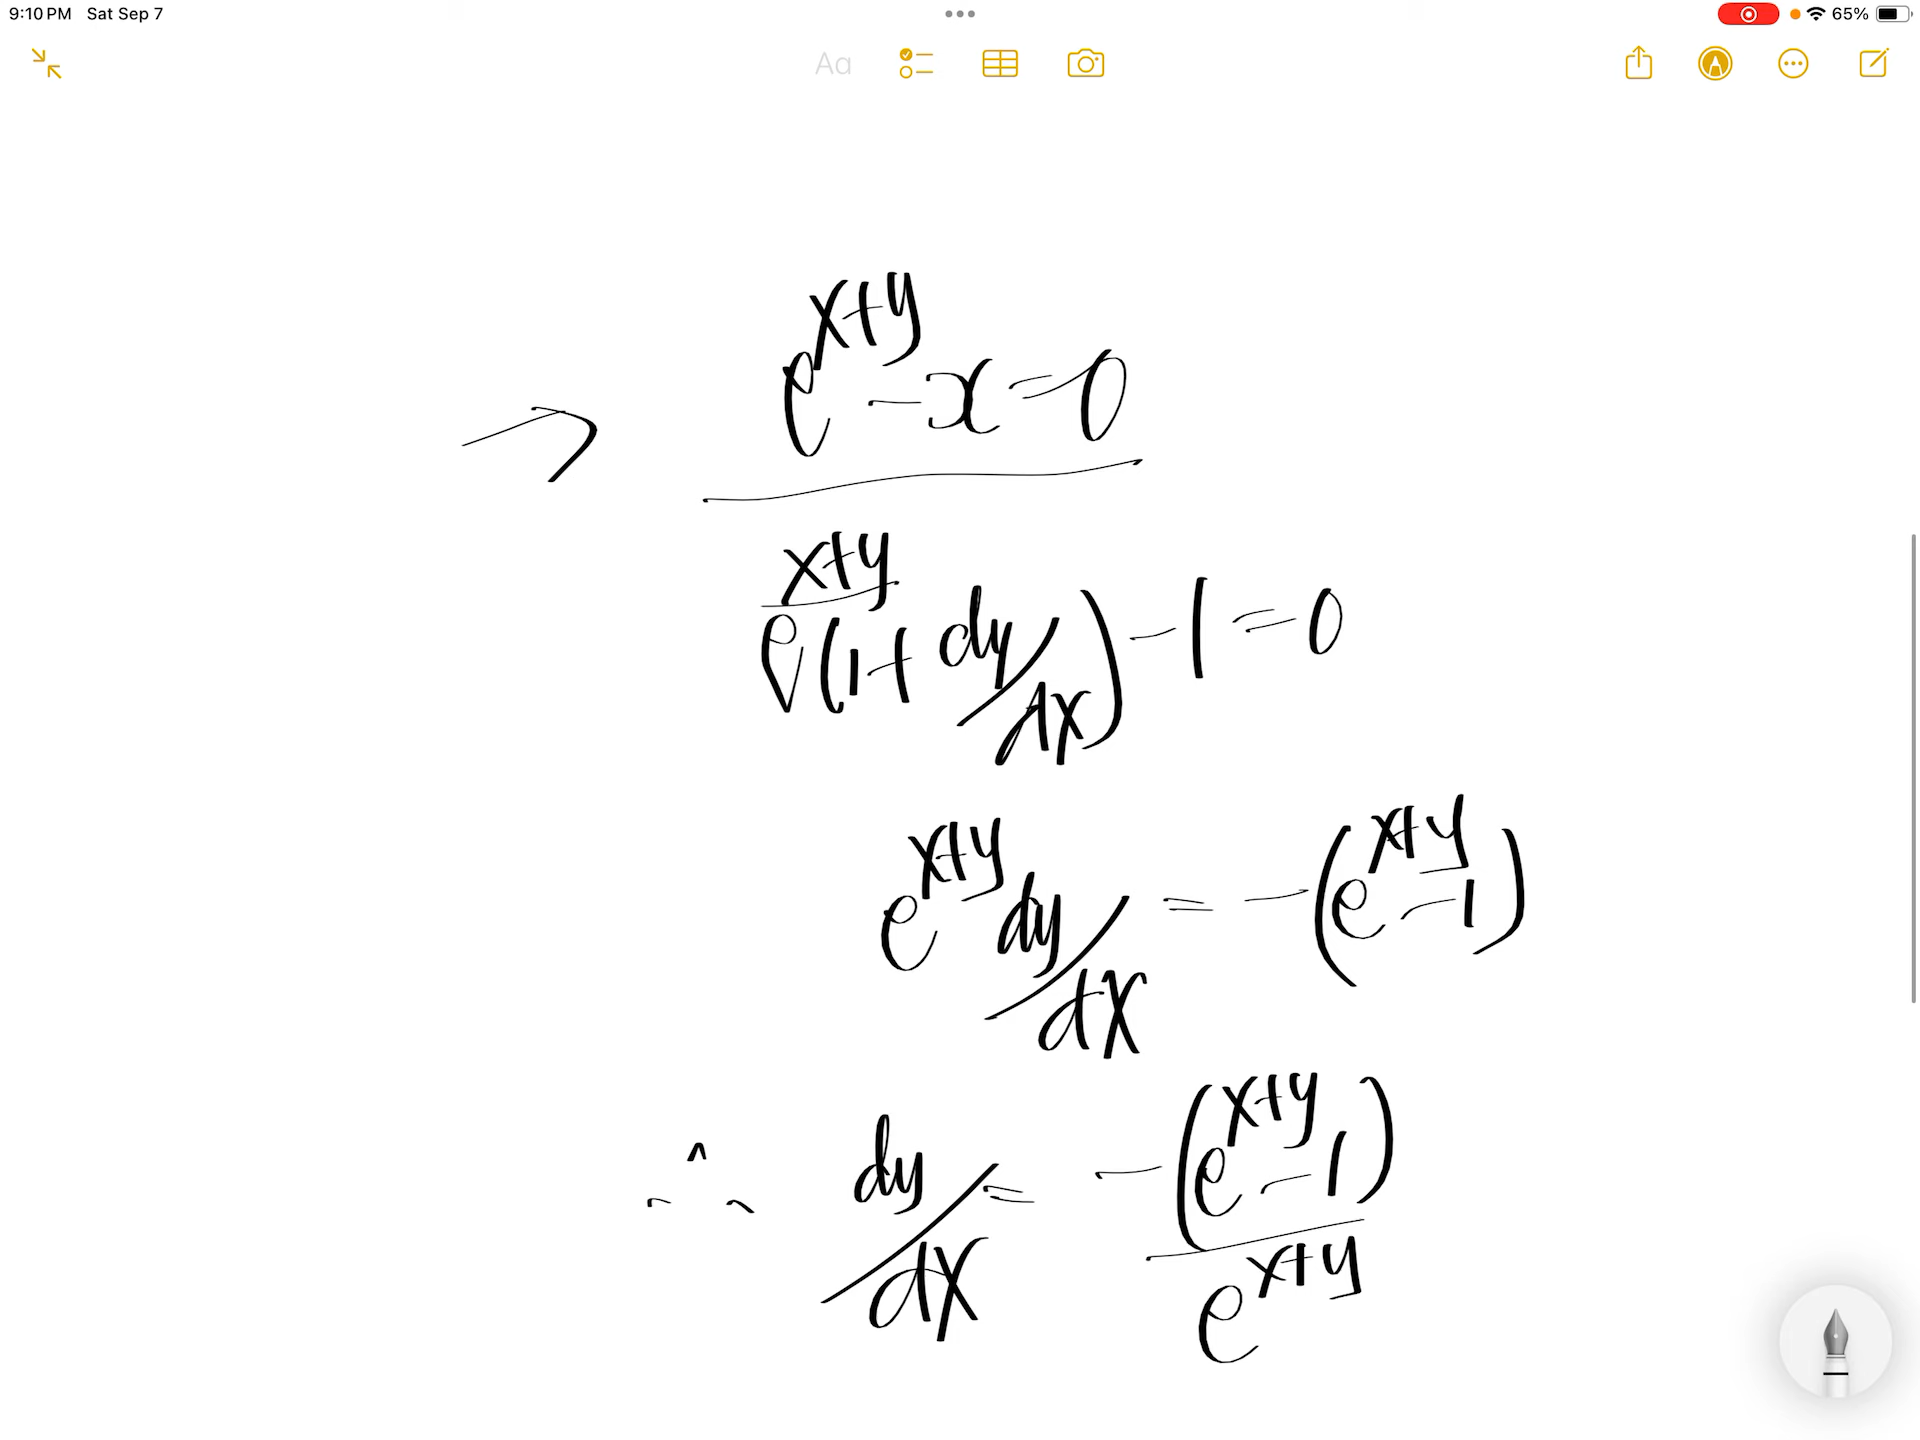 9:10 PM Sat Sep 7
65%
Aa
e^{x+y} - x = 0
e^{x+y}(1 + dy/dx) - 1 = 0
e^{x+y} dy/dx = -(e^{x+y} - 1)
∴ dy/dx = -(e^{x+y} - 1)/e^{x+y}